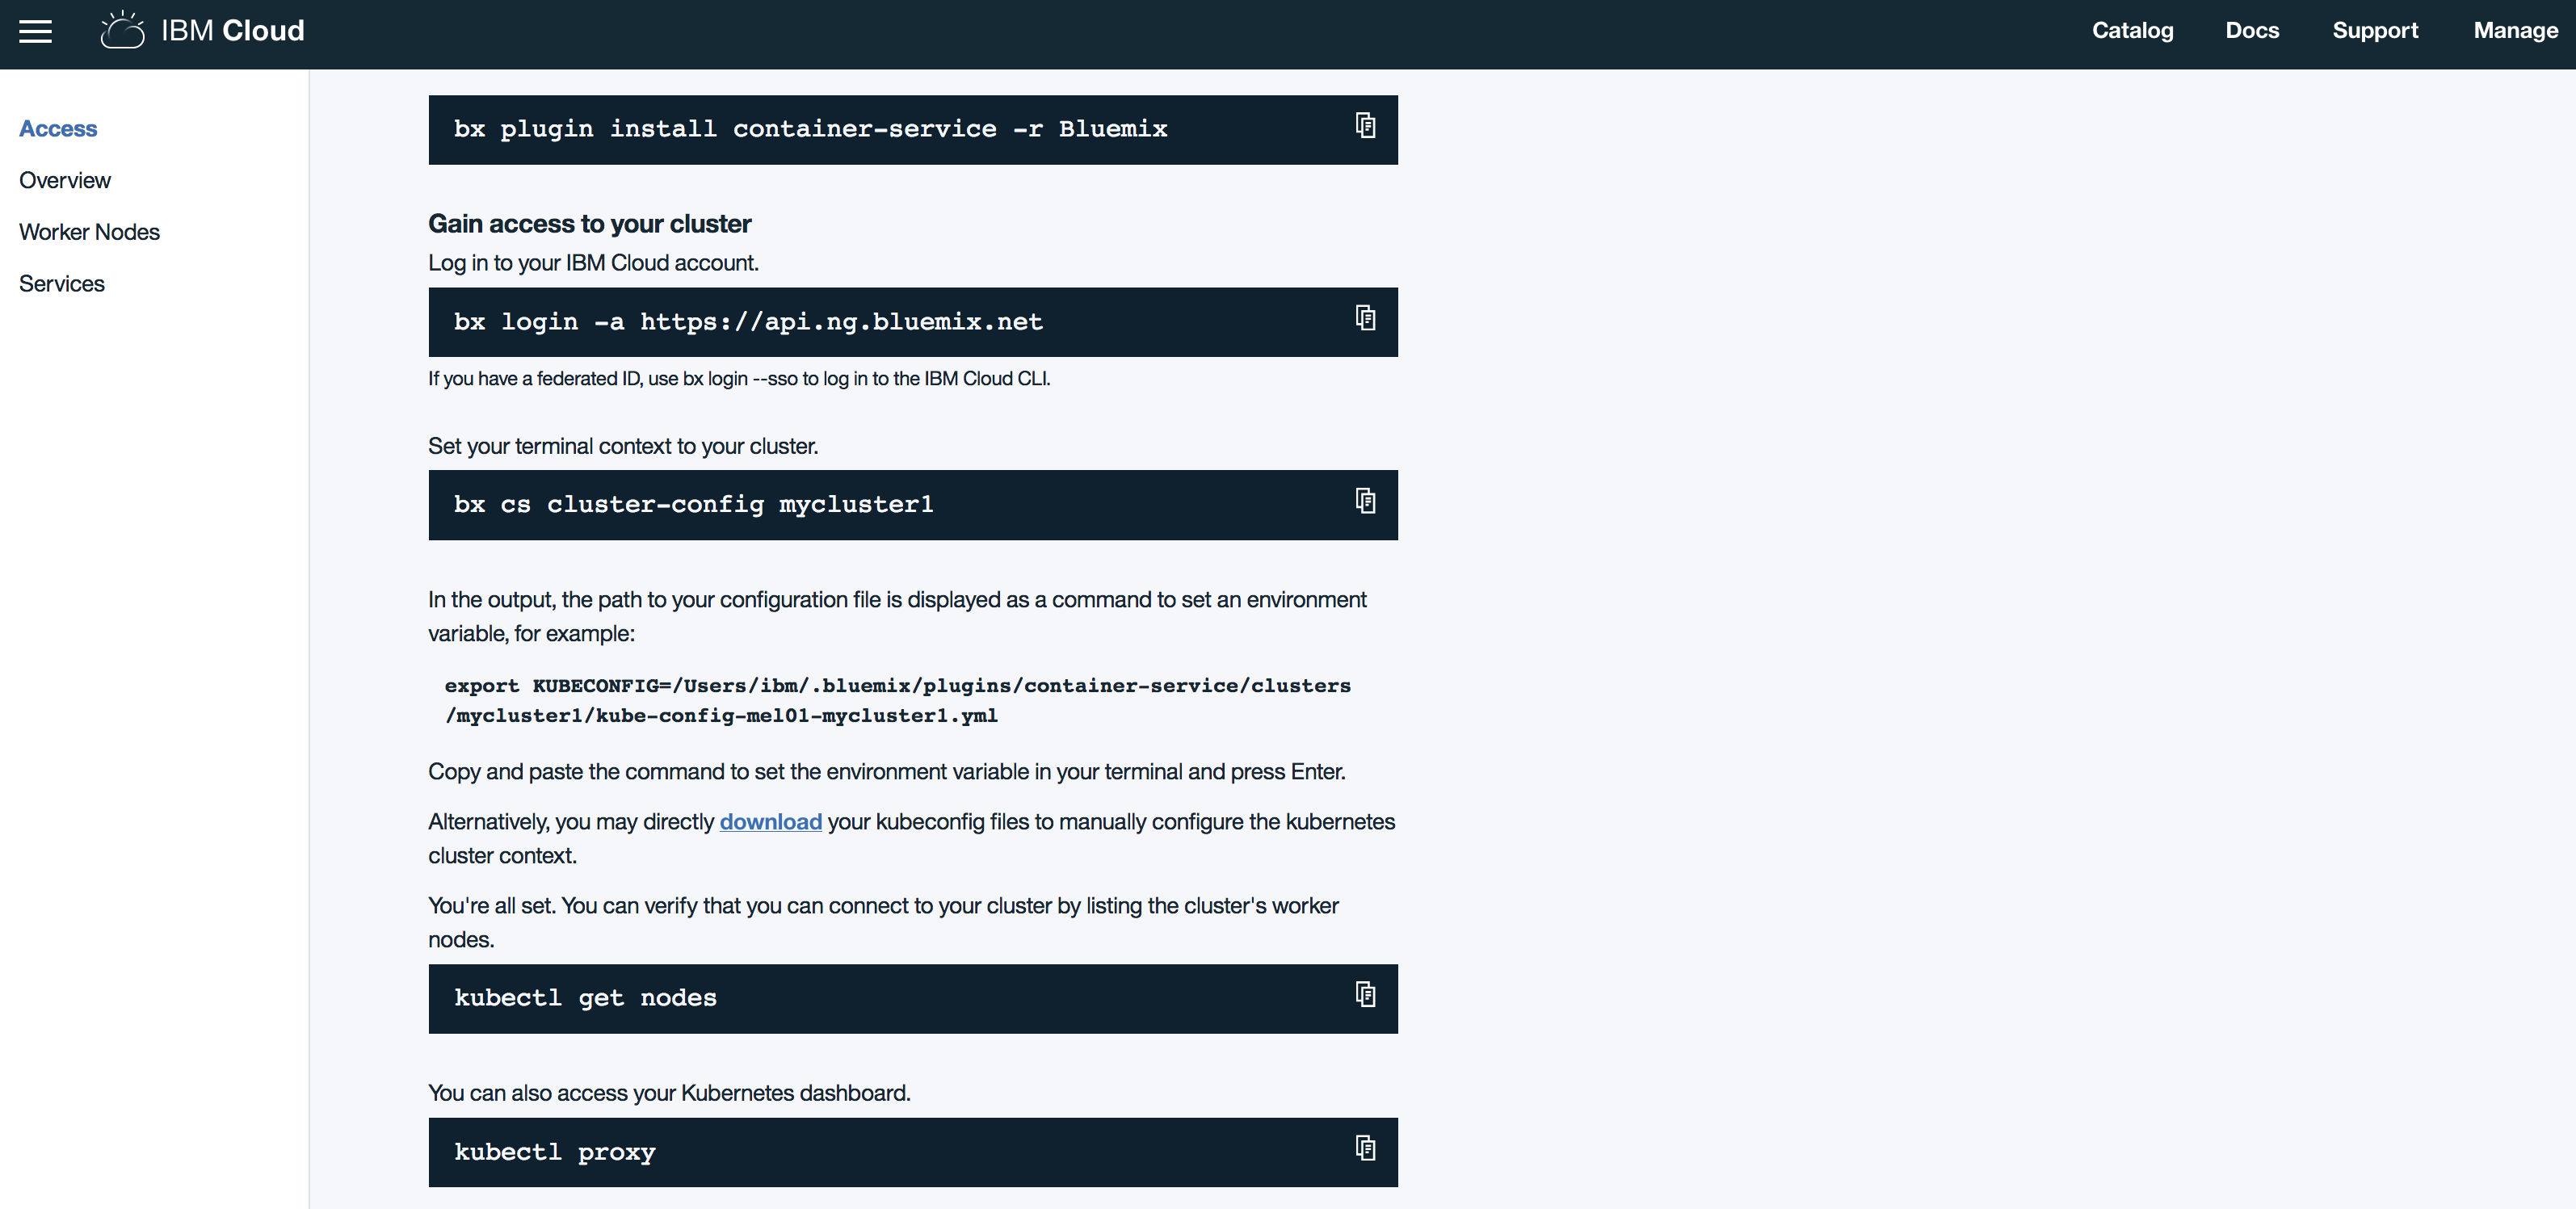 IBM Cloud
Catalog
Docs
Support
Manage
Access
Overview
Worker Nodes
Services
bx plugin install container-service -r Bluemix
Gain access to your cluster
Log in to your IBM Cloud account.
bx login -a https://api.ng.bluemix.net
If you have a federated ID, use bx login --sso to log in to the IBM Cloud CLI.
Set your terminal context to your cluster.
bx cs cluster-config mycluster1
In the output, the path to your configuration file is displayed as a command to set an environment
variable, for example:
export KUBECONFIG=/Users/ibm/.bluemix/plugins/container-service/clusters
/mycluster1/kube-config-mel01-mycluster1.yml
Copy and paste the command to set the environment variable in your terminal and press Enter.
Alternatively, you may directly download your kubeconfig files to manually configure the kubernetes
cluster context.
You're all set. You can verify that you can connect to your cluster by listing the cluster's worker
nodes.
kubectl get nodes
You can also access your Kubernetes dashboard.
kubectl proxy